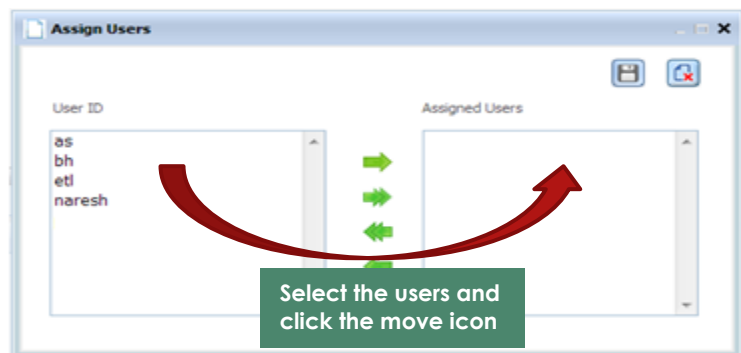 Assign Users
User ID
Assigned Users
as
bh
etl
naresh
Select the users and
click the move icon